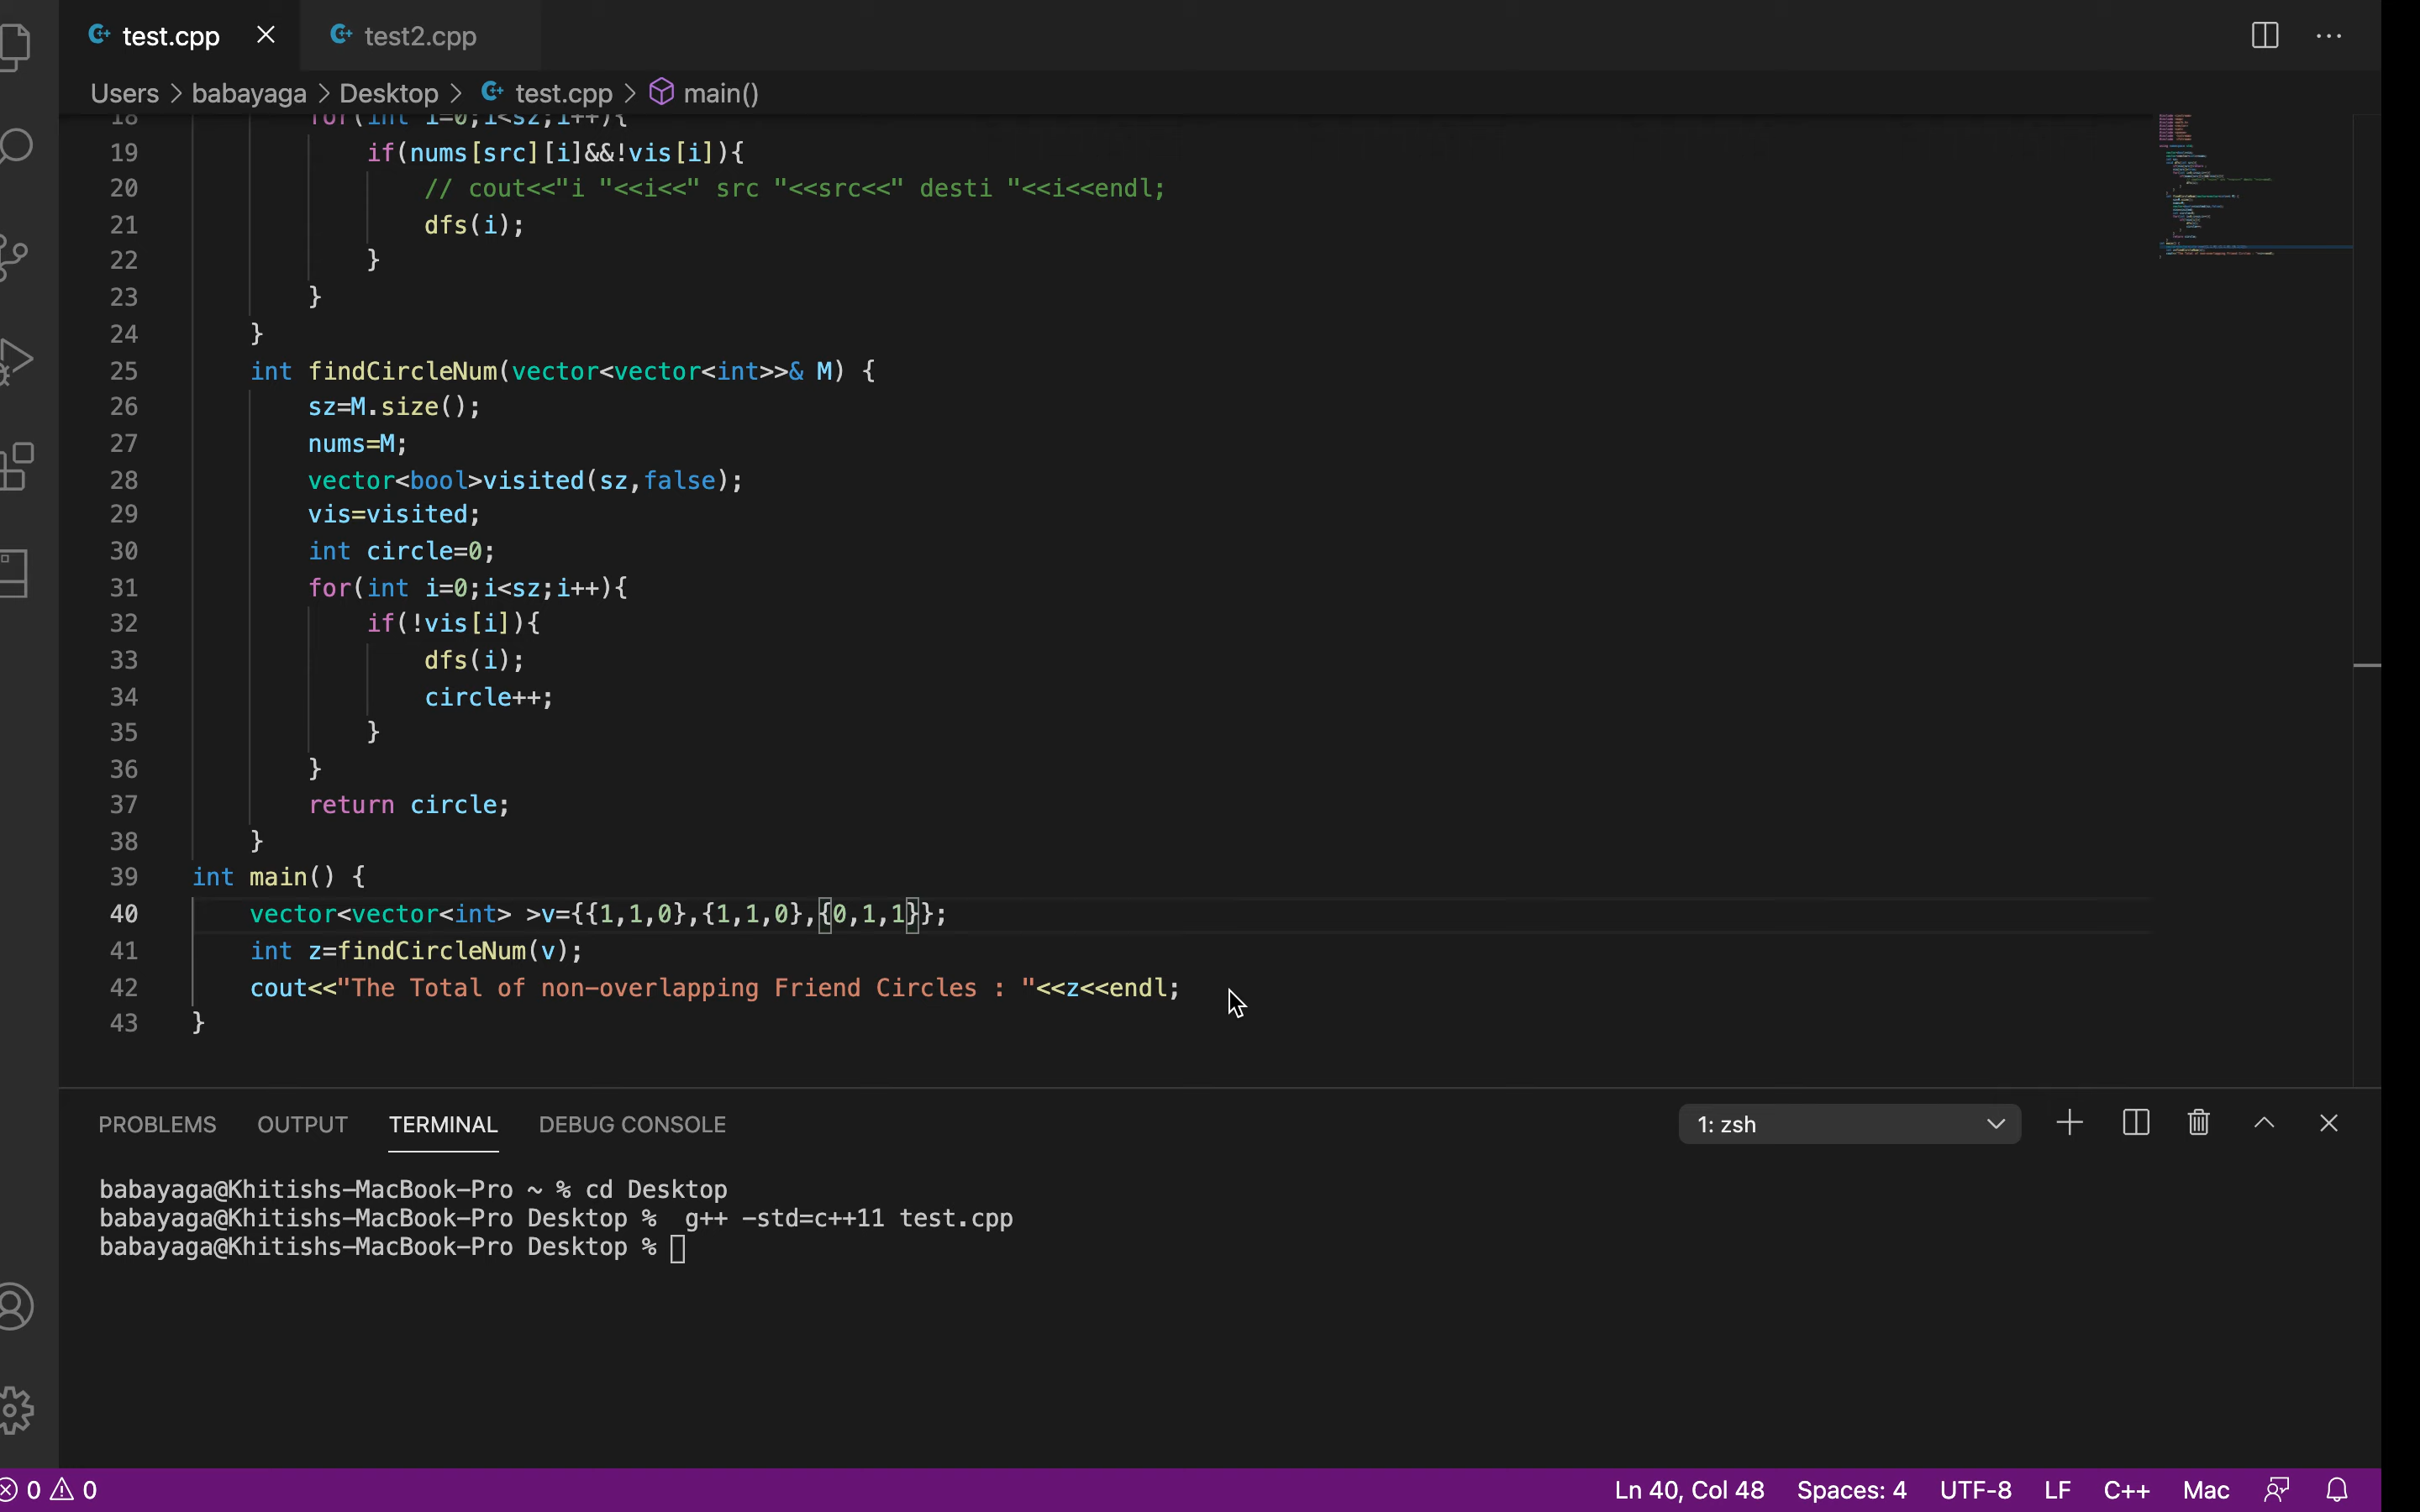 test.cpp
test2.cpp
Users > babayaga > Desktop > test.cpp > main()
18 for(int i=0;i<sz;i++){
19 if(nums[src][i]&&!vis[i]){
20 // cout<<"i "<<i<<" src "<<src<<" desti "<<i<<endl;
21 dfs(i);
22 }
23 }
24 }
25 int findCircleNum(vector<vector<int>>& M) {
26 sz=M.size();
27 nums=M;
28 vector<bool>visited(sz,false);
29 vis=visited;
30 int circle=0;
31 for(int i=0;i<sz;i++){
32 if(!vis[i]){
33 dfs(i);
34 circle++;
35 }
36 }
37 return circle;
38 }
39 int main() {
40 vector<vector<int> >v={{1,1,0},{1,1,0},{0,1,1}};
41 int z=findCircleNum(v);
42 cout<<"The Total of non-overlapping Friend Circles : "<<z<<endl;
43 }
PROBLEMS OUTPUT TERMINAL DEBUG CONSOLE 1: zsh
babayaga@Khitishs-MacBook-Pro ~ % cd Desktop
babayaga@Khitishs-MacBook-Pro Desktop %  g++ -std=c++11 test.cpp
babayaga@Khitishs-MacBook-Pro Desktop %
0 0 Ln 40, Col 48 Spaces: 4 UTF-8 LF C++ Mac